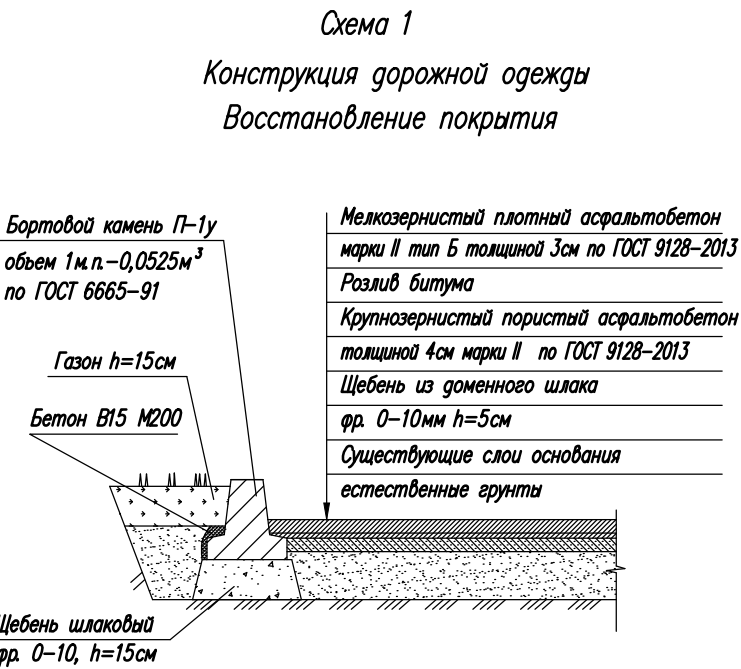 Схема 1
Конструкция дорожной одежды
Восстановление покрытия
Бортовой камень П-1у
объем 1м.п.-0,0525м³
по ГОСТ 6665-91
Газон h=15см
Бетон В15 М200
Мелкозернистый плотный асфальтобетон
марки II тип Б толщиной 3см по ГОСТ 9128-2013
Розлив битума
Крупнозернистый пористый асфальтобетон
толщиной 4см марки II по ГОСТ 9128-2013
Щебень из доменного шлака
фр. 0-10мм h=5см
Существующие слои основания
естественные грунты
Щебень шлаковый
фр. 0-10, h=15см